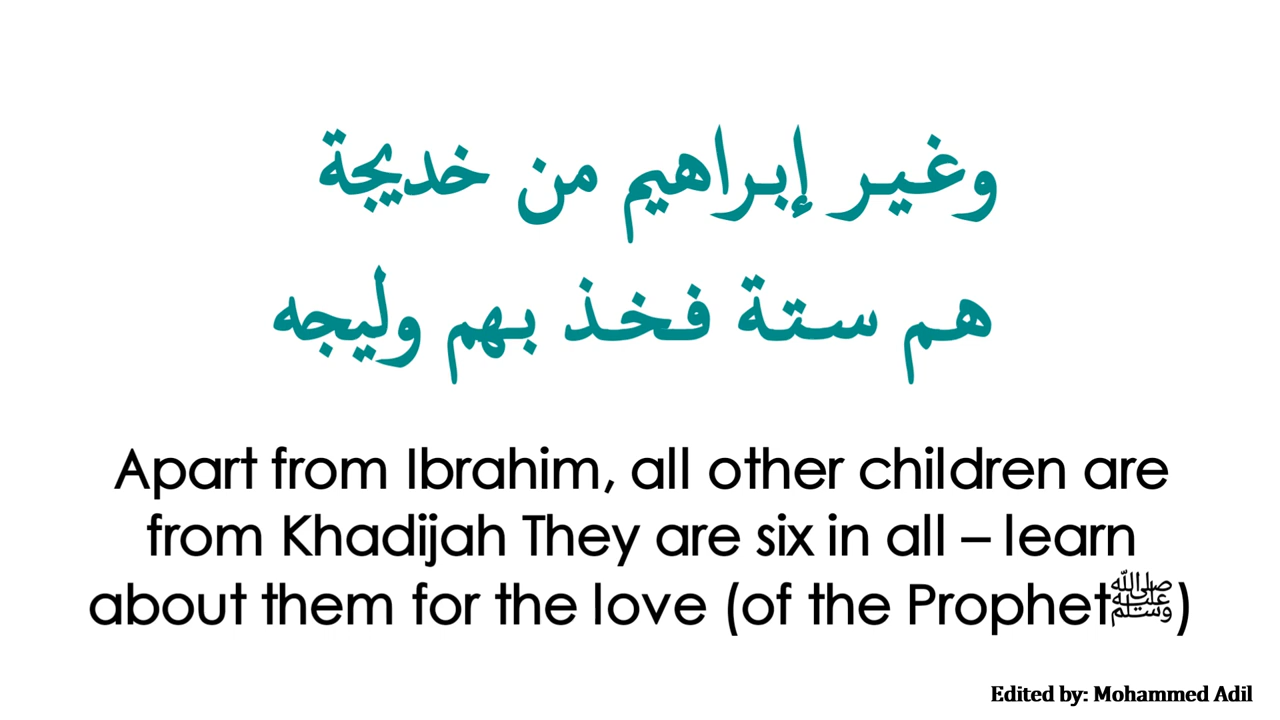 وغير إبراهيم من خديجة
هم ستة فخذ بهم وليجه
Apart from Ibrahim, all other children are
from Khadijah They are six in all – learn
about them for the love (of the Prophetﷺ)
Edited by: Mohammed Adil